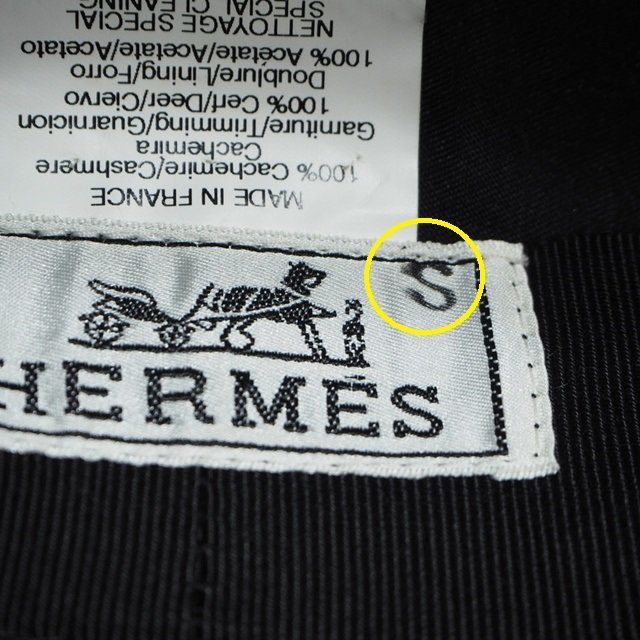 MADE IN FRANCE
100% Cachemire/Cashmere
Cachemira
Garniture/Trimming/Guarnicion
100% Cerf/Deer/Ciervo
Doublure/Lining/Forro
100% Acétate/Acetate/Acetato
NETTOYAGE SPECIAL
SPECIAL CLEANING
S
HERMÈS